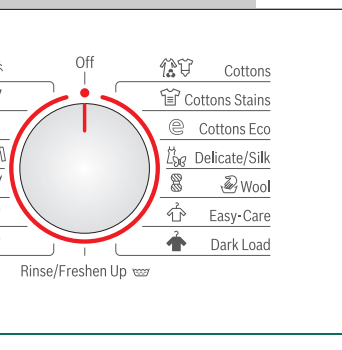 Off
Cottons
Cottons Stains
Cottons Eco
Delicate/Silk
Wool
Easy-Care
Dark Load
Rinse/Freshen Up